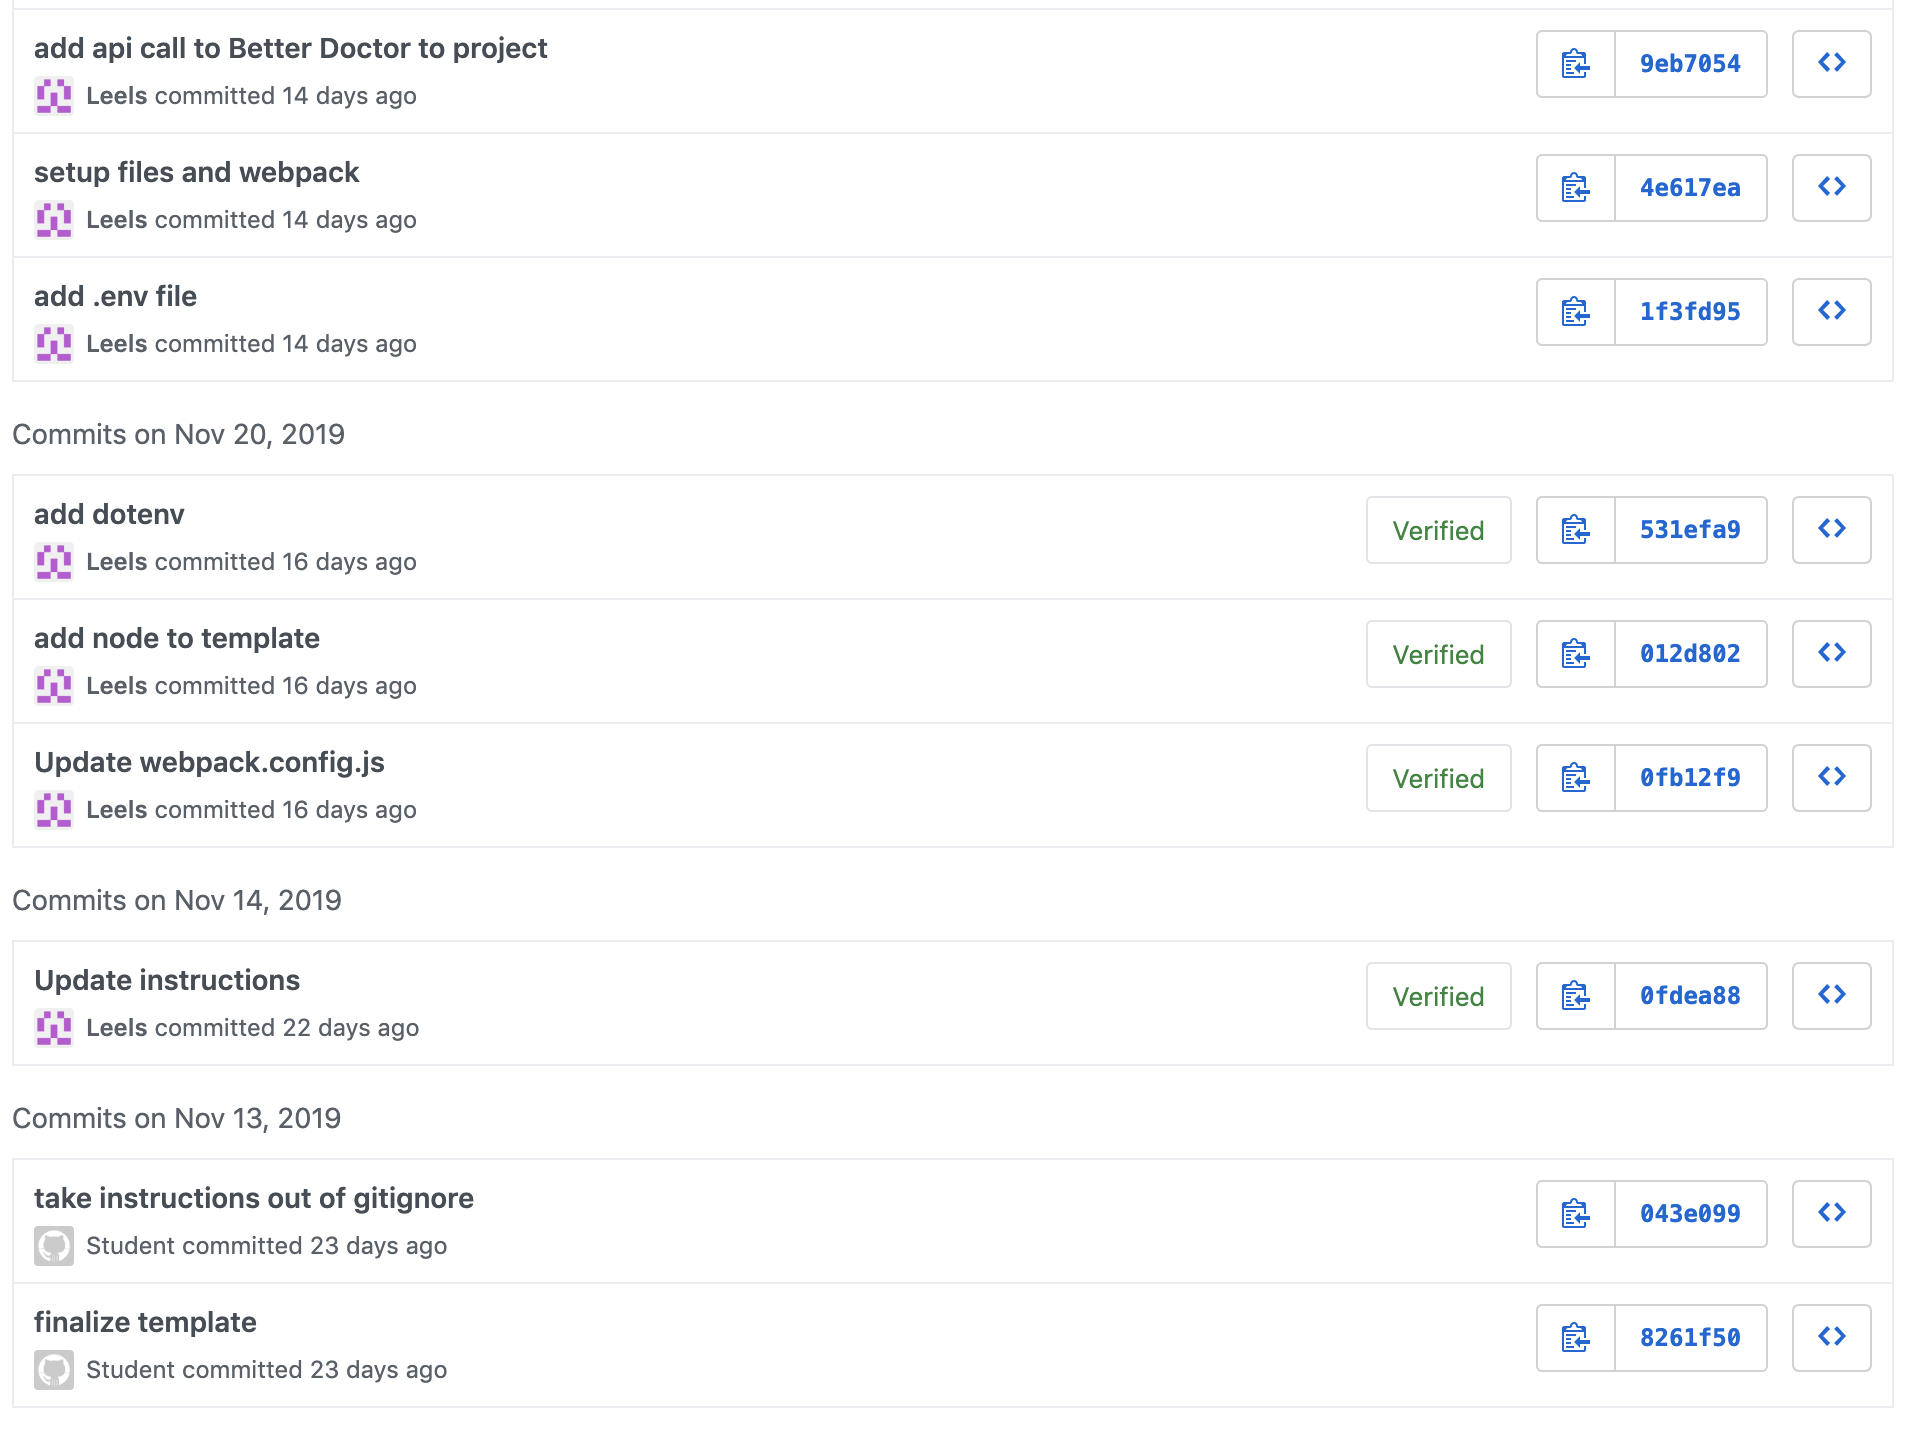 add api call to Better Doctor to project
9eb7054
Leels committed 14 days ago
setup files and webpack
4e617ea
Leels committed 14 days ago
add .env file
1f3fd95
Leels committed 14 days ago
Commits on Nov 20, 2019
add dotenv
Verified
531efa9
Leels committed 16 days ago
add node to template
Verified
012d802
Leels committed 16 days ago
Update webpack.config.js
Verified
0fb12f9
Leels committed 16 days ago
Commits on Nov 14, 2019
Update instructions
Verified
0fdea88
Leels committed 22 days ago
Commits on Nov 13, 2019
take instructions out of gitignore
043e099
Student committed 23 days ago
finalize template
8261f50
Student committed 23 days ago